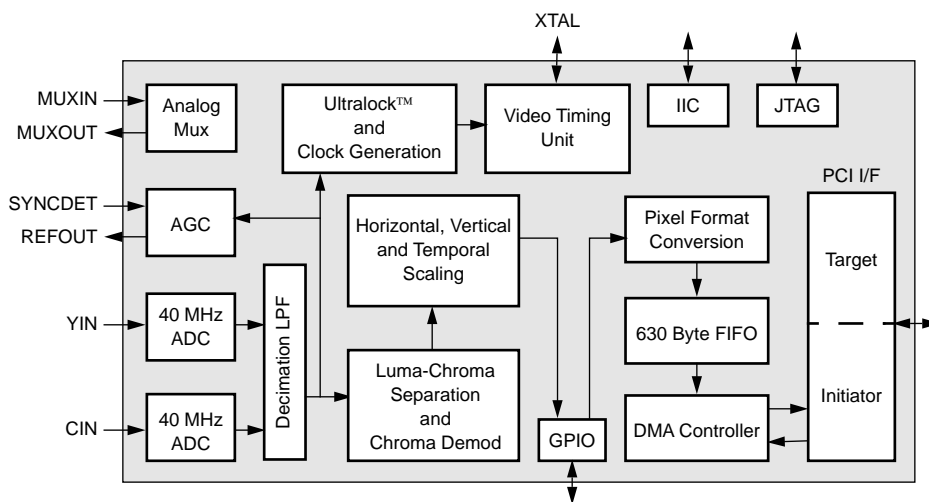 XTAL
MUXIN
MUXOUT
Analog
Mux
Ultralock™
and
Clock Generation
Video Timing
Unit
IIC
JTAG
PCI I/F
SYNCDET
REFOUT
AGC
Horizontal, Vertical
and Temporal
Scaling
Pixel Format
Conversion
Target
YIN
40 MHz
ADC
Decimation LPF
630 Byte FIFO
Luma-Chroma
Separation
and
Chroma Demod
CIN
40 MHz
ADC
GPIO
DMA Controller
Initiator